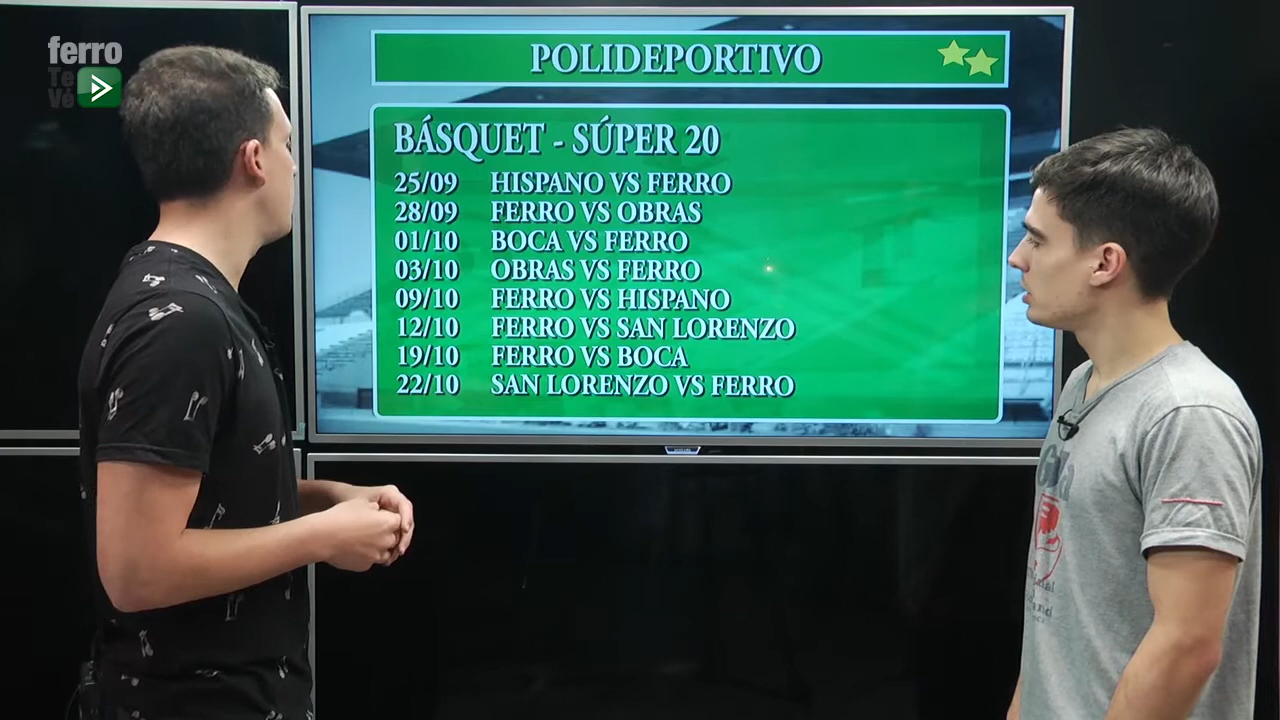 ferro
Te
Vé
POLIDEPORTIVO
BÁSQUET - SÚPER 20
25/09 HISPANO VS FERRO
28/09 FERRO VS OBRAS
01/10 BOCA VS FERRO
03/10 OBRAS VS FERRO
09/10 FERRO VS HISPANO
12/10 FERRO VS SAN LORENZO
19/10 FERRO VS BOCA
22/10 SAN LORENZO VS FERRO